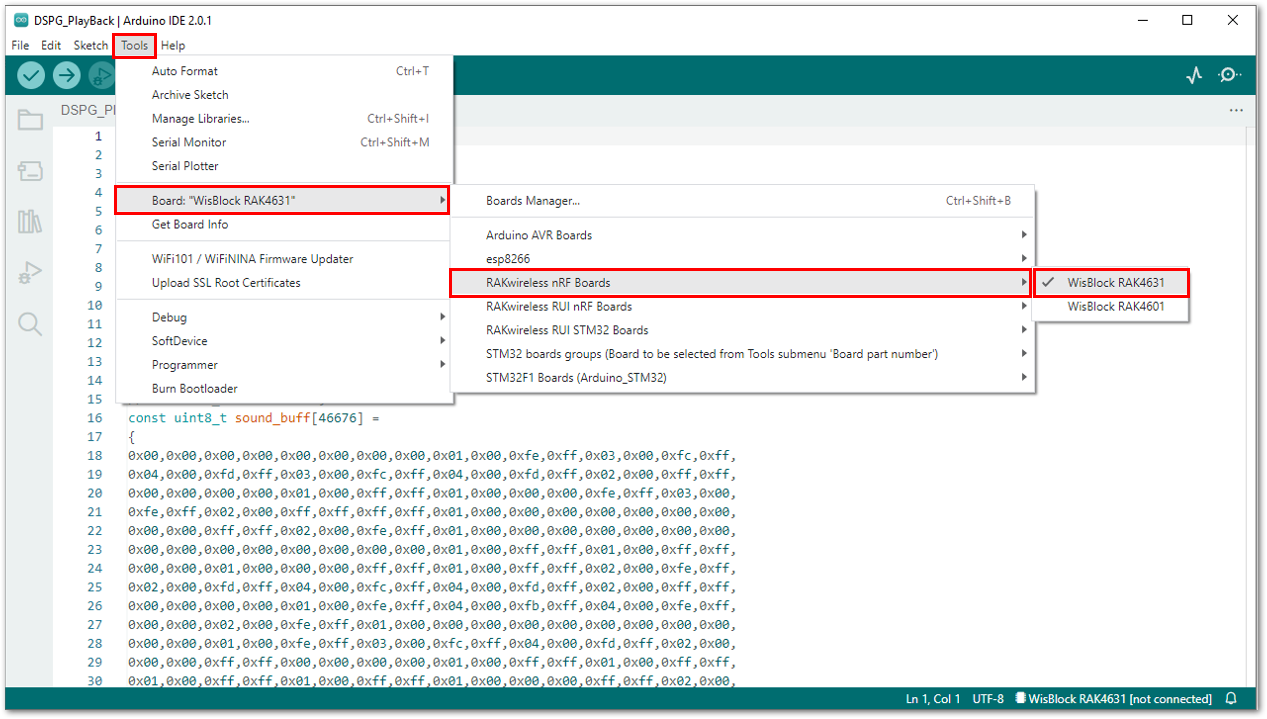 DSPG_PlayBack | Arduino IDE 2.0.1
File Edit Sketch Tools Help
DSPG_Pl
Auto Format Ctrl+T
Archive Sketch
Manage Libraries... Ctrl+Shift+I
Serial Monitor Ctrl+Shift+M
Serial Plotter
Board: "WisBlock RAK4631"
Get Board Info
WiFi101 / WiFiNINA Firmware Updater
Upload SSL Root Certificates
Debug
SoftDevice
Programmer
Burn Bootloader
Boards Manager... Ctrl+Shift+B
Arduino AVR Boards
esp8266
RAKwireless nRF Boards
RAKwireless RUI nRF Boards
RAKwireless RUI STM32 Boards
STM32 boards groups (Board to be selected from Tools submenu 'Board part number')
STM32F1 Boards (Arduino_STM32)
WisBlock RAK4631
WisBlock RAK4601
1
2
3
4
5
6
7
8
9
10
11
12
13
14
15
16 const uint8_t sound_buff[46676] =
17 {
18 0x00,0x00,0x00,0x00,0x00,0x00,0x00,0x00,0x01,0x00,0xfe,0xff,0x03,0x00,0xfc,0xff,
19 0x04,0x00,0xfd,0xff,0x03,0x00,0xfc,0xff,0x04,0x00,0xfd,0xff,0x02,0x00,0xff,0xff,
20 0x00,0x00,0x00,0x00,0x01,0x00,0xff,0xff,0x01,0x00,0x00,0x00,0xfe,0xff,0x03,0x00,
21 0xfe,0xff,0x02,0x00,0xff,0xff,0xff,0xff,0x01,0x00,0x00,0x00,0x00,0x00,0x00,0x00,
22 0x00,0x00,0xff,0xff,0x02,0x00,0xfe,0xff,0x01,0x00,0x00,0x00,0x00,0x00,0x00,0x00,
23 0x00,0x00,0x00,0x00,0x00,0x00,0x00,0x00,0x01,0x00,0xff,0xff,0x01,0x00,0xff,0xff,
24 0x00,0x00,0x01,0x00,0x00,0x00,0xff,0xff,0x01,0x00,0xff,0xff,0x02,0x00,0xfe,0xff,
25 0x02,0x00,0xfd,0xff,0x04,0x00,0xfc,0xff,0x04,0x00,0xfd,0xff,0x02,0x00,0xff,0xff,
26 0x00,0x00,0x00,0x00,0x01,0x00,0xfe,0xff,0x04,0x00,0xfb,0xff,0x04,0x00,0xfe,0xff,
27 0x00,0x00,0x02,0x00,0xfe,0xff,0x01,0x00,0x00,0x00,0x00,0x00,0x00,0x00,0x00,0x00,
28 0x00,0x00,0x01,0x00,0xfe,0xff,0x03,0x00,0xfc,0xff,0x04,0x00,0xfd,0xff,0x02,0x00,
29 0x00,0x00,0xff,0xff,0x00,0x00,0x00,0x00,0x01,0x00,0xff,0xff,0x01,0x00,0xff,0xff,
30 0x01,0x00,0xff,0xff,0x01,0x00,0xff,0xff,0x01,0x00,0x00,0x00,0xff,0xff,0x02,0x00,
Ln 1, Col 1 UTF-8 WisBlock RAK4631 [not connected]